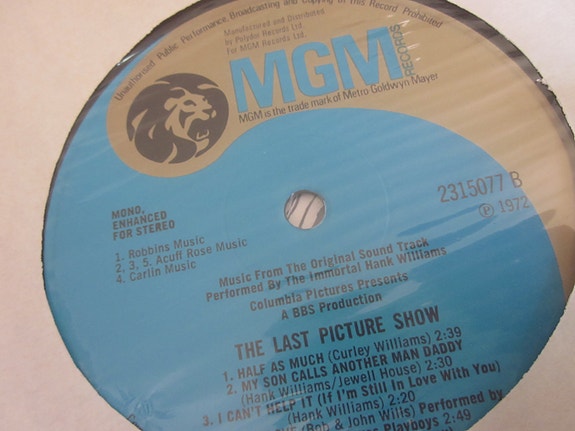 Unauthorised Public Performance Broadcasting and Copying of This Record Prohibited
Manufactured and Distributed
by Polydor Records Ltd.
For MGM Records Ltd.
MGM
RECORDS
MGM is the trade mark of Metro Goldwyn Mayer
MONO,
ENHANCED
FOR STEREO
1. Robbins Music
2, 3, 5. Acuff Rose Music
4. Carlin Music
2315077 B
℗ 1972
Music From The Original Sound Track
Performed By The Immortal Hank Williams
Columbia Pictures Presents
A BBS Production
THE LAST PICTURE SHOW
1. HALF AS MUCH (Curley Williams) 2:39
2. MY SON CALLS ANOTHER MAN DADDY
(Hank Williams/Jewell House) 2:30
3. I CAN'T HELP IT (If I'm Still In Love With You)
(Hank Williams) 2:20
(Bob & John Wills) Performed by
Playboys 2:49